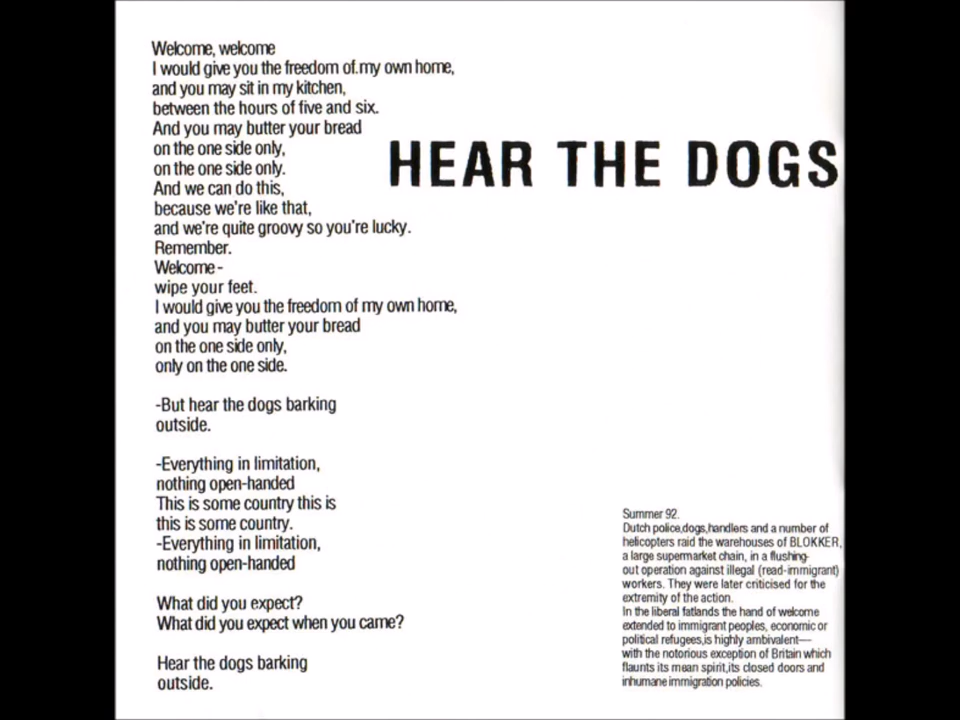 Welcome, welcome
I would give you the freedom of.my own home,
and you may sit in my kitchen,
between the hours of five and six.
And you may butter your bread
on the one side only,
on the one side only.
And we can do this,
because we're like that,
and we're quite groovy so you're lucky.
Remember.
Welcome -
wipe your feet.
I would give you the freedom of my own home,
and you may butter your bread
on the one side only,
only on the one side.
-But hear the dogs barking
outside.
-Everything in limitation,
nothing open-handed
This is some country this is
this is some country.
-Everything in limitation,
nothing open-handed
What did you expect?
What did you expect when you came?
Hear the dogs barking
outside.
HEAR THE DOGS
Summer 92.
Dutch police,dogs,handlers and a number of
helicopters raid the warehouses of BLOKKER,
a large supermarket chain, in a flushing-
out operation against illegal (read-immigrant)
workers. They were later criticised for the
extremity of the action.
In the liberal fatlands the hand of welcome
extended to immigrant peoples, economic or
political refugees,is highly ambivalent—
with the notorious exception of Britain which
flaunts its mean spirit,its closed doors and
inhumane immigration policies.